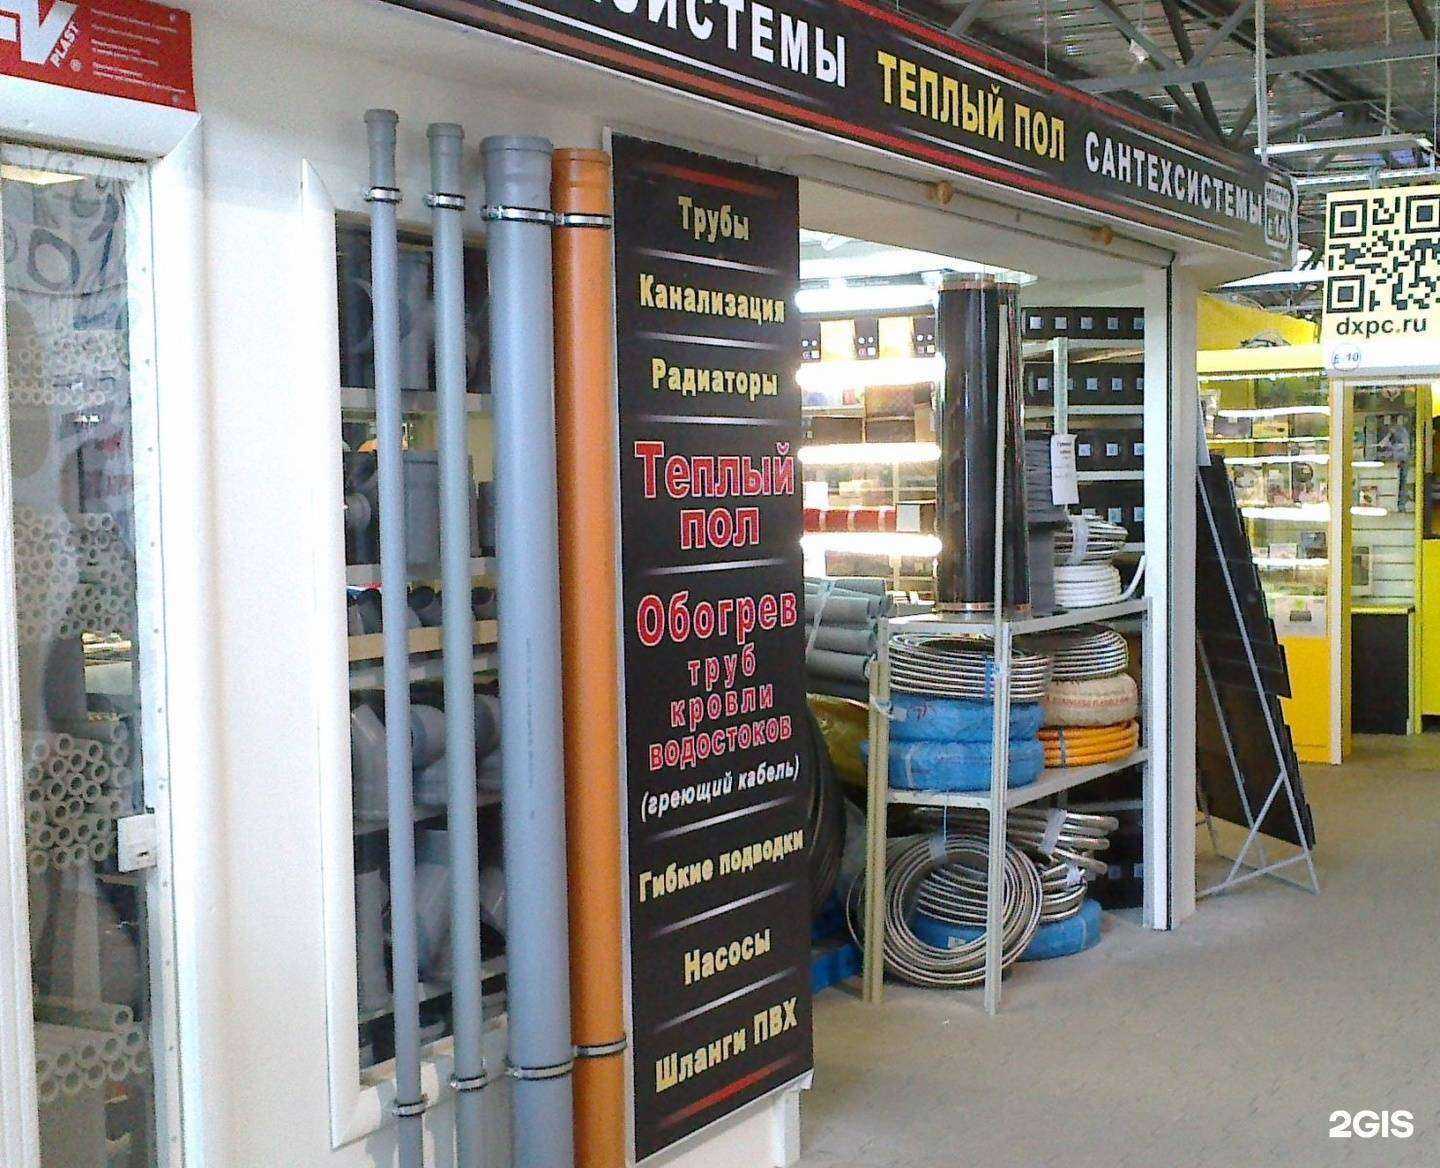 PLAST®
СИСТЕМЫ ТЕПЛЫЙ ПОЛ САНТЕХСИСТЕМЫ
Трубы
Канализация
Радиаторы
Теплый
пол
Обогрев
труб
кровли
водостоков
(греющий кабель)
Гибкие подводки
Насосы
Шланги ПВХ
dxpc.ru
2GIS